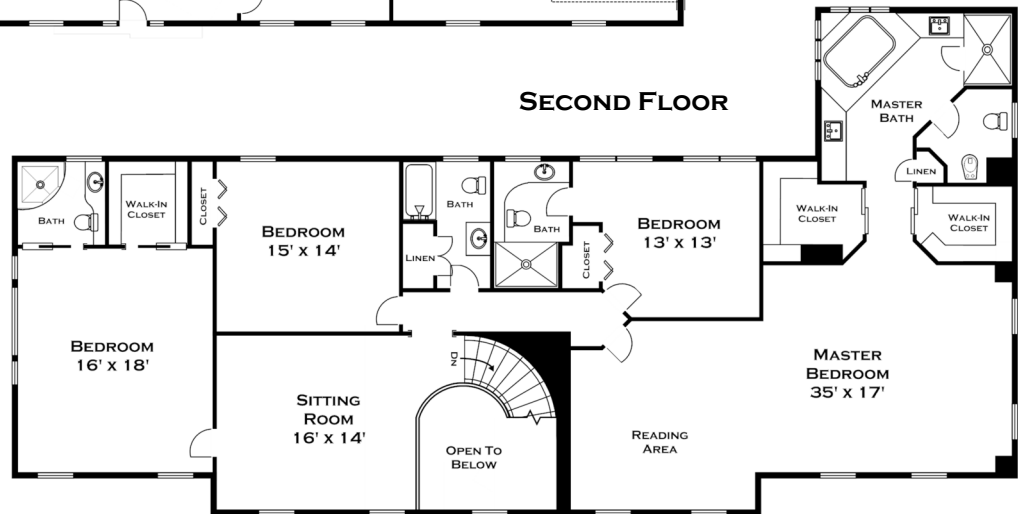 SECOND FLOOR
MASTER
BATH
LINEN
BATH
WALK-IN
CLOSET
CLOSET
BEDROOM
15' X 14'
BATH
LINEN
BATH
CLOSET
BEDROOM
13' X 13'
WALK-IN
CLOSET
WALK-IN
CLOSET
BEDROOM
16' X 18'
SITTING
ROOM
16' X 14'
DN
OPEN TO
BELOW
READING
AREA
MASTER
BEDROOM
35' X 17'